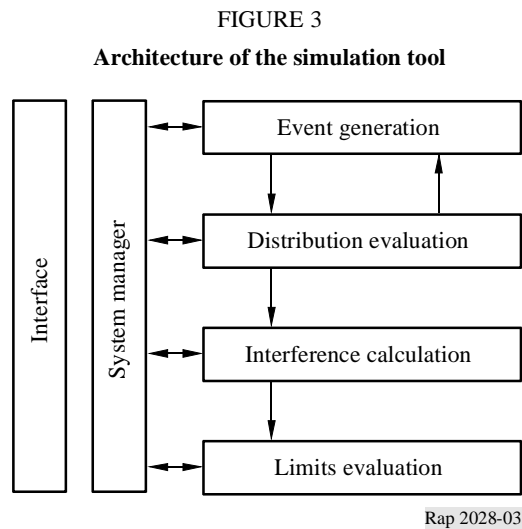 FIGURE 3
Architecture of the simulation tool
Interface
System manager
Event generation
Distribution evaluation
Interference calculation
Limits evaluation
Rap 2028-03